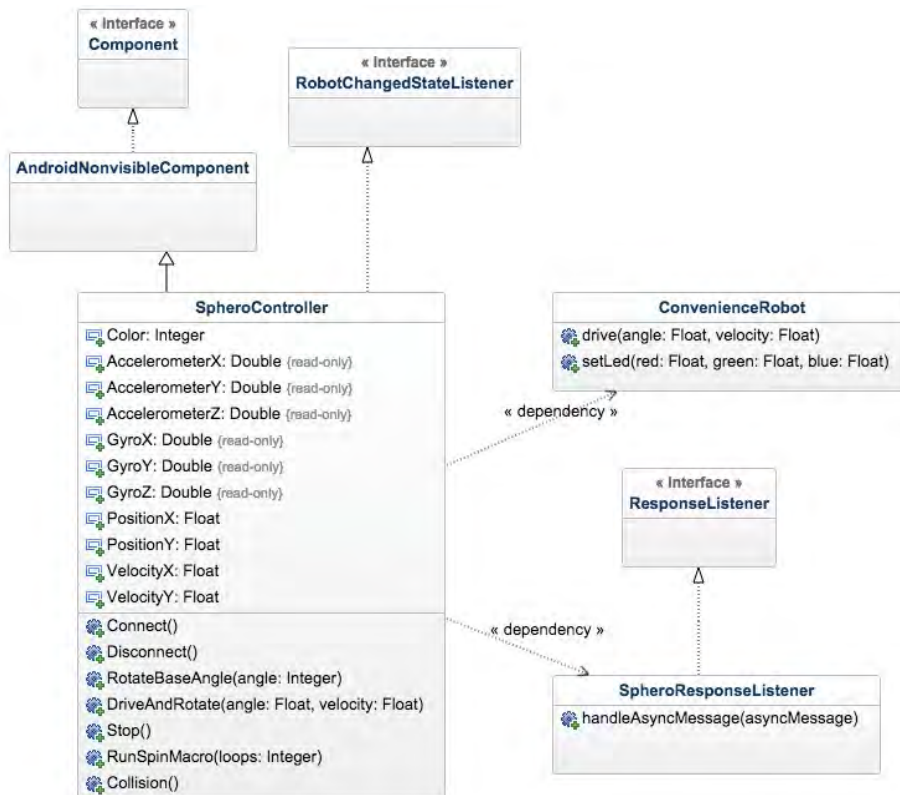 « Interface »
Component
« Interface »
RobotChangedStateListener
AndroidNonvisibleComponent
SpheroController
Color: Integer
AccelerometerX: Double {read-only}
AccelerometerY: Double {read-only}
AccelerometerZ: Double {read-only}
GyroX: Double {read-only}
GyroY: Double {read-only}
GyroZ: Double {read-only}
PositionX: Float
PositionY: Float
VelocityX: Float
VelocityY: Float
Connect()
Disconnect()
RotateBaseAngle(angle: Integer)
DriveAndRotate(angle: Float, velocity: Float)
Stop()
RunSpinMacro(loops: Integer)
Collision()
ConvenienceRobot
drive(angle: Float, velocity: Float)
setLed(red: Float, green: Float, blue: Float)
« dependency »
« Interface »
ResponseListener
« dependency »
SpheroResponseListener
handleAsyncMessage(asyncMessage)